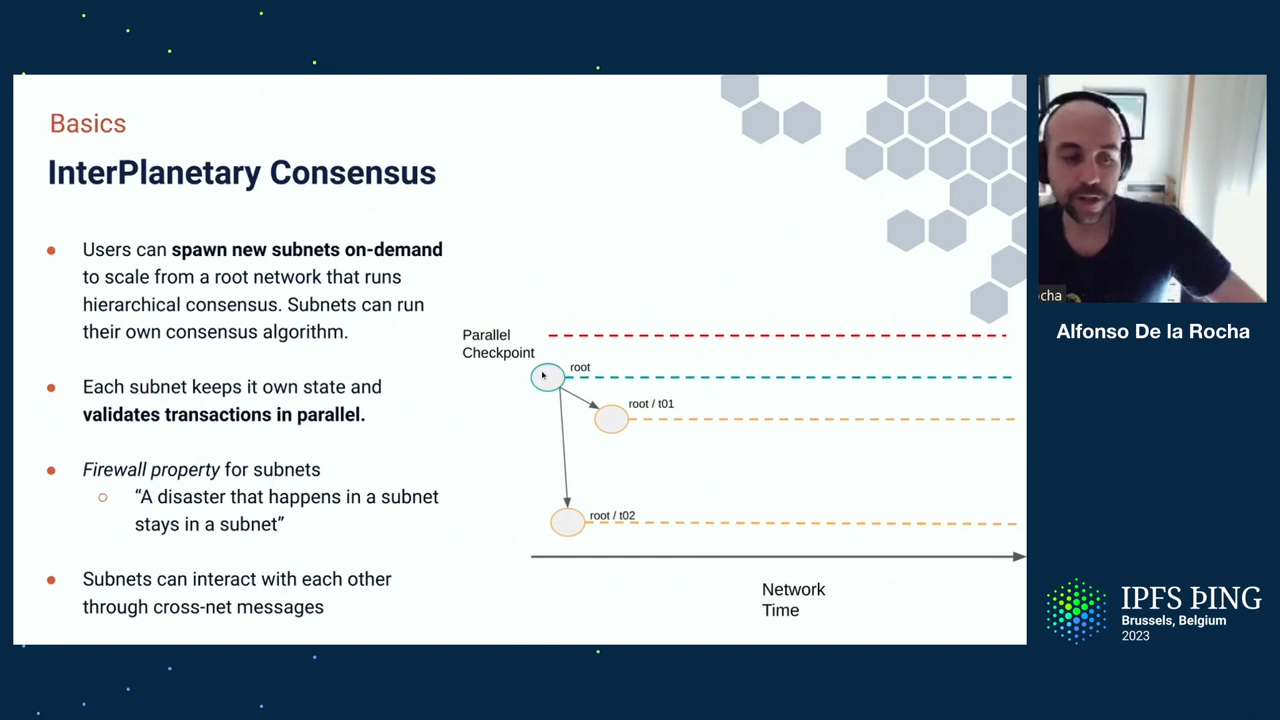 Basics
InterPlanetary Consensus
Users can spawn new subnets on-demand
to scale from a root network that runs
hierarchical consensus. Subnets can run
their own consensus algorithm.
Each subnet keeps it own state and
validates transactions in parallel.
Firewall property for subnets
“A disaster that happens in a subnet
stays in a subnet”
Subnets can interact with each other
through cross-net messages
Parallel
Checkpoint
root
root / t01
root / t02
Network
Time
cha
Alfonso De la Rocha
IPFS ÞING
Brussels, Belgium
2023